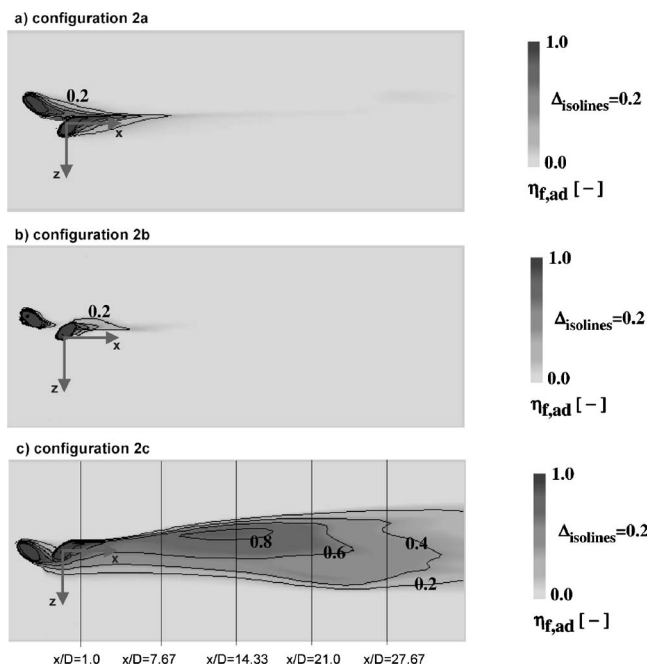 a) configuration 2a
1.0
0.2
Δisolines=0.2
x
z
0.0
ηf,ad [−]
b) configuration 2b
1.0
0.2
Δisolines=0.2
x
z
0.0
ηf,ad [−]
c) configuration 2c
1.0
x
0.8
0.6
0.4
0.2
Δisolines=0.2
z
0.0
ηf,ad [−]
x/D=1.0 x/D=7.67 x/D=14.33 x/D=21.0 x/D=27.67